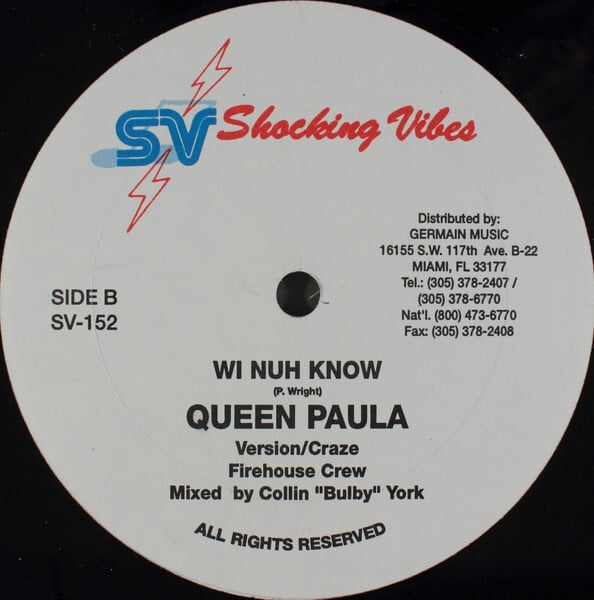 SV Shocking Vibes
Distributed by:
GERMAIN MUSIC
16155 S.W. 117th Ave. B-22
MIAMI, FL 33177
Tel.: (305) 378-2407 /
(305) 378-6770
Nat'l. (800) 473-6770
Fax: (305) 378-2408
SIDE B
SV-152
WI NUH KNOW
(P. Wright)
QUEEN PAULA
Version/Craze
Firehouse Crew
Mixed by Collin "Bulby" York
ALL RIGHTS RESERVED